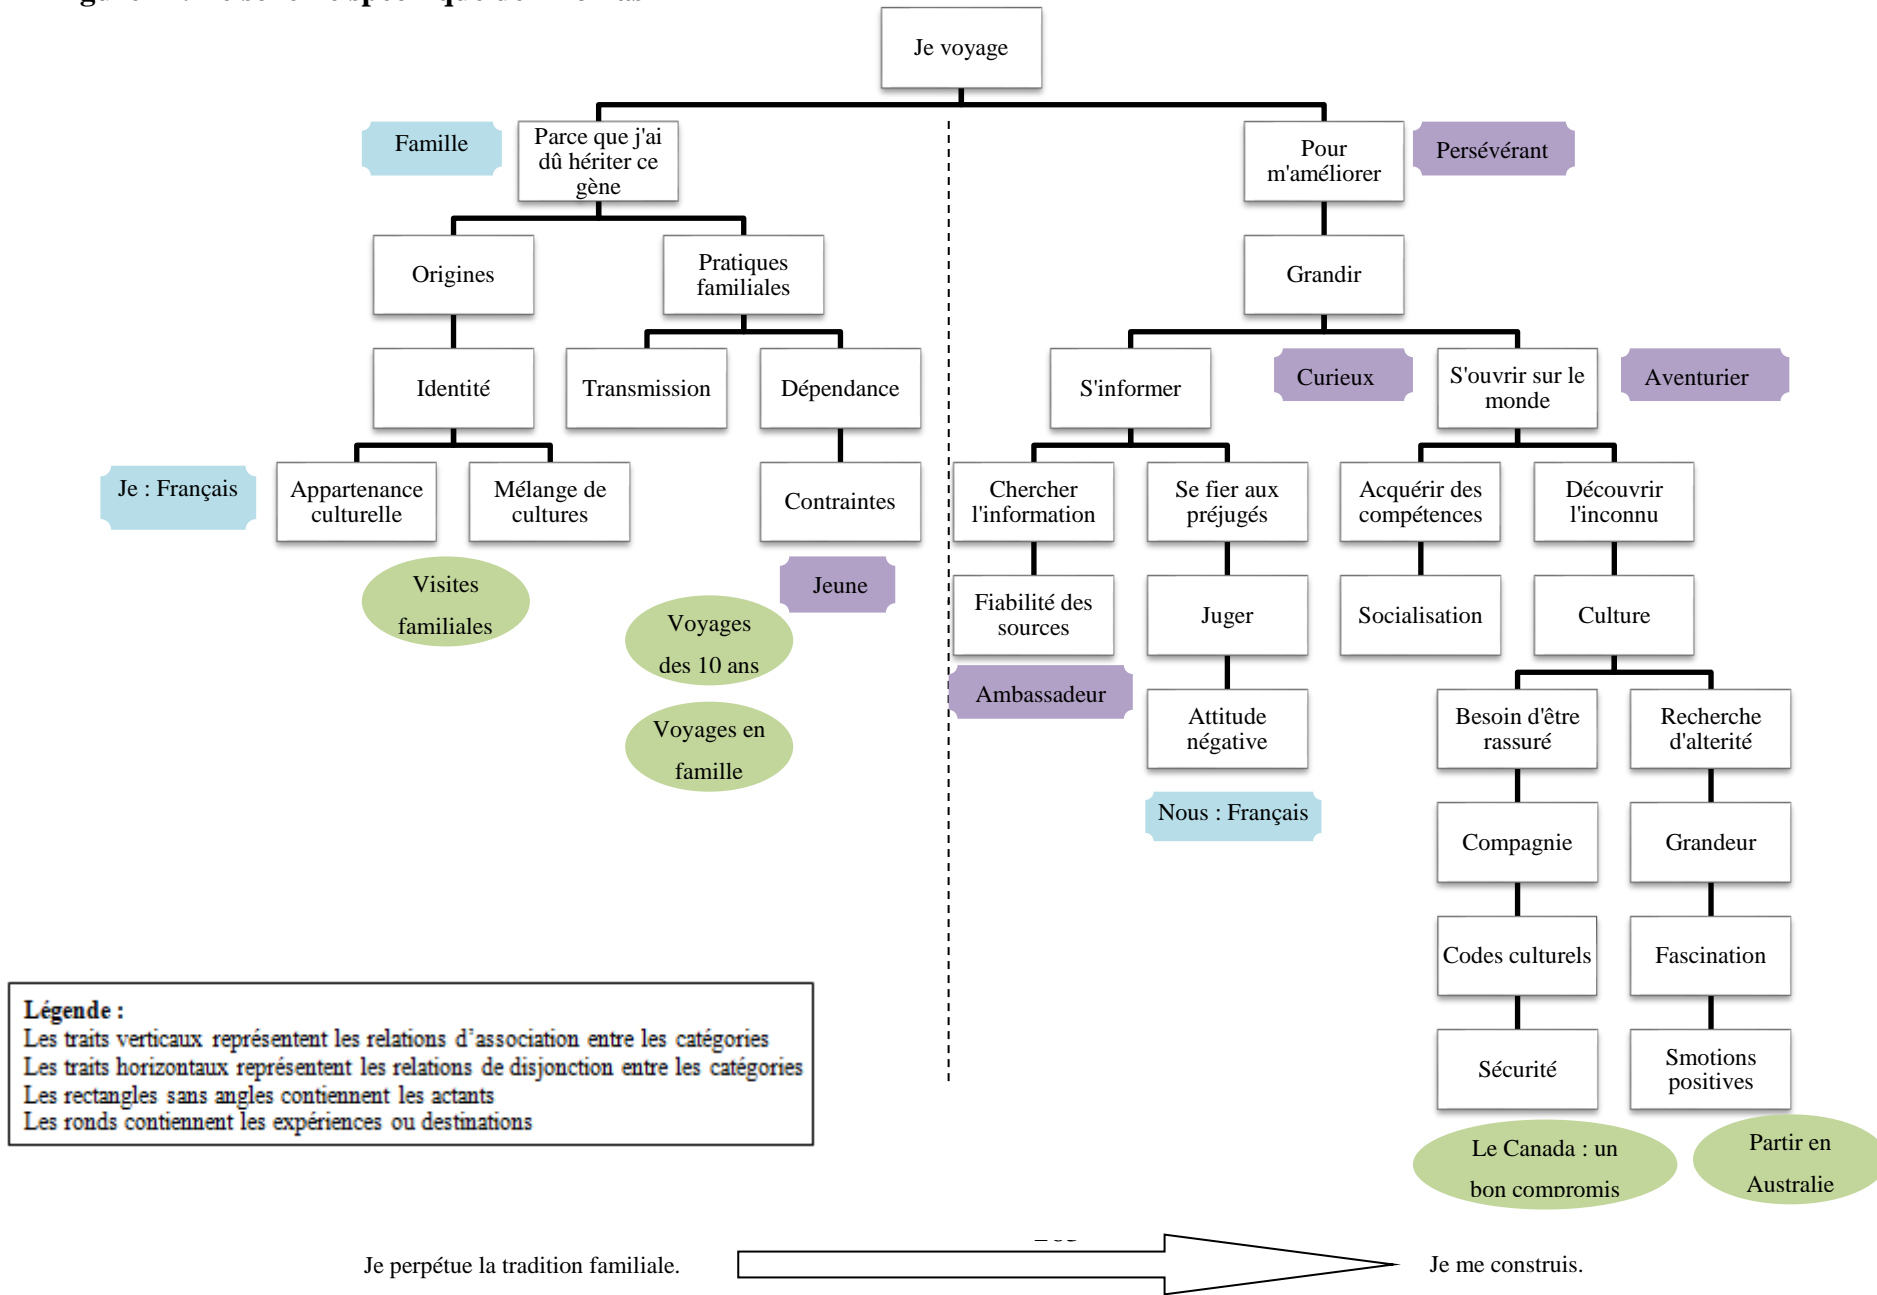 Je voyage
Famille
Parce que j'ai
dû hériter ce
gène
Pour
m'améliorer
Persévérant
Origines
Pratiques
familiales
Grandir
Identité
Transmission
Dépendance
S'informer
Curieux
S'ouvrir sur le
monde
Aventurier
Je : Français
Appartenance
culturelle
Mélange de
cultures
Contraintes
Chercher
l'information
Se fier aux
préjugés
Acquérir des
compétences
Découvrir
l'inconnu
Visites
familiales
Jeune
Voyages
des 10 ans
Fiabilité des
sources
Juger
Socialisation
Culture
Ambassadeur
Voyages en
famille
Attitude
négative
Besoin d'être
rassuré
Recherche
d'alterité
Nous : Français
Compagnie
Grandeur
Codes culturels
Fascination
Sécurité
Smotions
positives
Légende :
Les traits verticaux représentent les relations d’association entre les catégories
Les traits horizontaux représentent les relations de disjonction entre les catégories
Les rectangles sans angles contiennent les actants
Les ronds contiennent les expériences ou destinations
Le Canada : un
bon compromis
Partir en
Australie
Je perpétue la tradition familiale.
Je me construis.